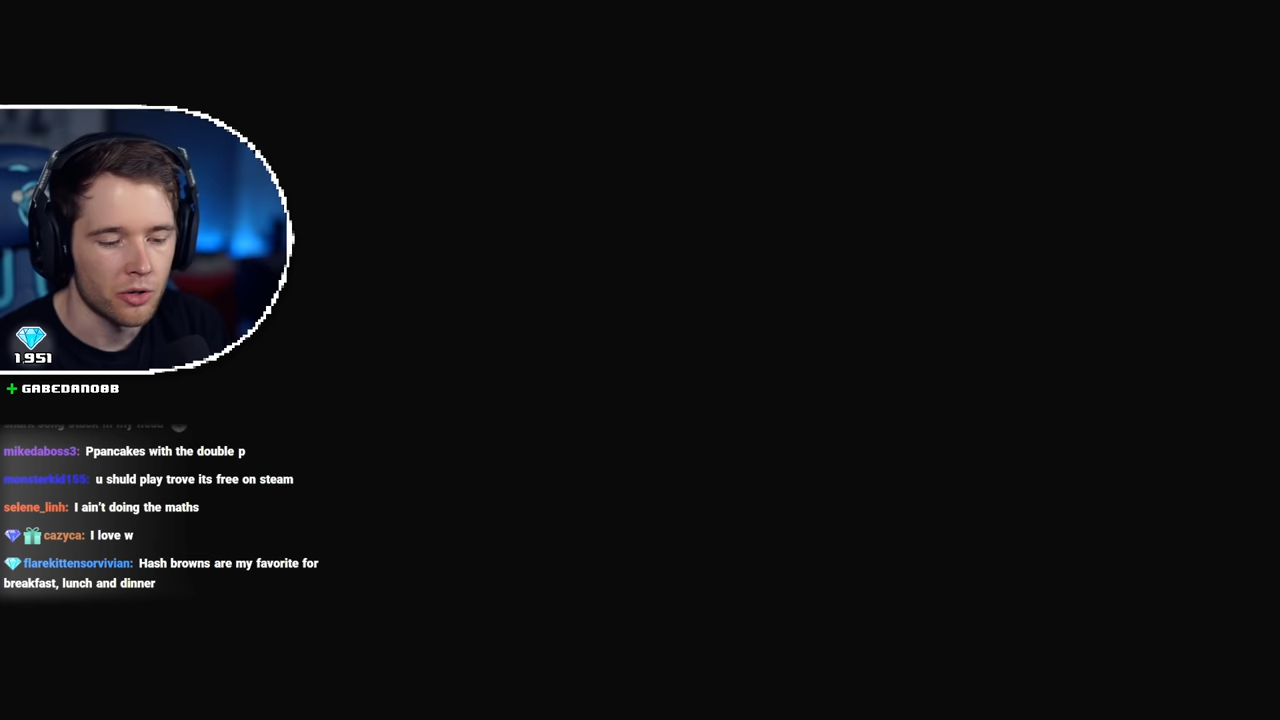 1,951
+ GABEDANOBB
mikedaboss3: Ppancakes with the double p
monsterkid155: u shuld play trove its free on steam
selene_linh: I ain't doing the maths
cazyca: I love w
flarekittensorvivian: Hash browns are my favorite for
breakfast, lunch and dinner